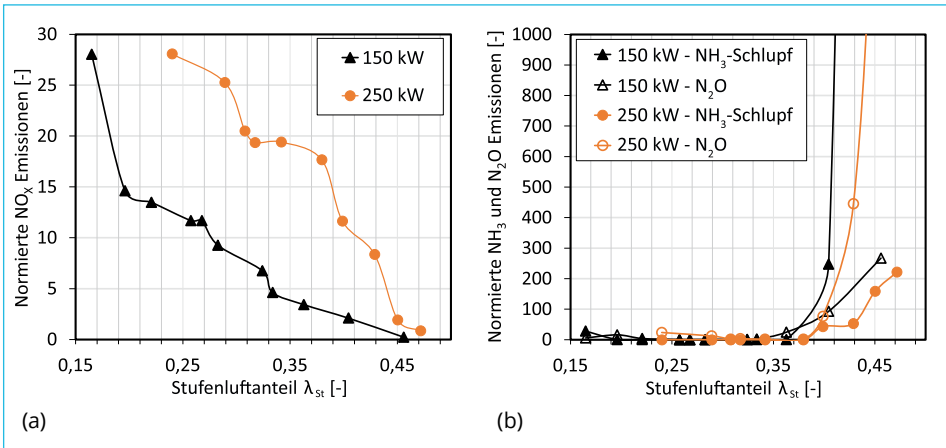 Normierte NOX Emissionen [-]
30
25
20
15
10
5
0
150 kW
250 kW
0,15 0,25 0,35 0,45
Stufenluftanteil λSt [-]
(a)
Normierte NH3 und N2O Emissionen [-]
1000
900
800
700
600
500
400
300
200
100
0
150 kW - NH3-Schlupf
150 kW - N2O
250 kW - NH3-Schlupf
250 kW - N2O
0,15 0,25 0,35 0,45
Stufenluftanteil λSt [-]
(b)